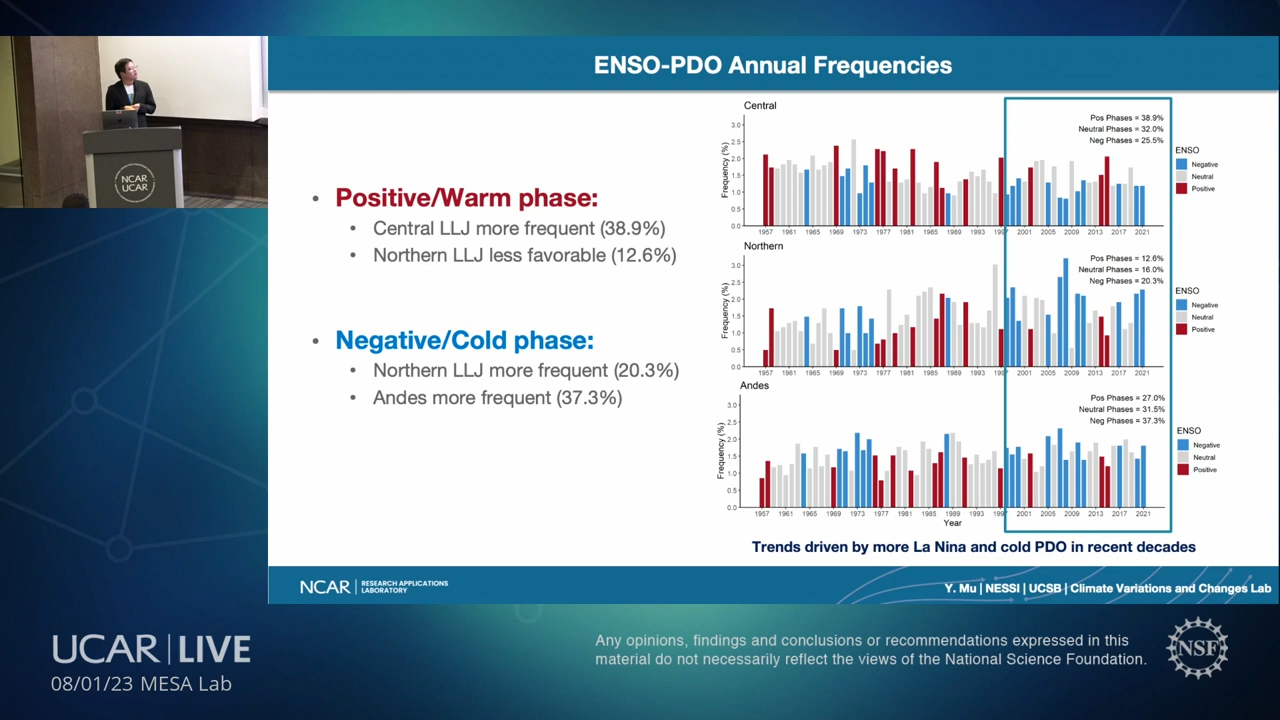 ENSO-PDO Annual Frequencies
NCAR
UCAR
• Positive/Warm phase:
• Central LLJ more frequent (38.9%)
• Northern LLJ less favorable (12.6%)
• Negative/Cold phase:
• Northern LLJ more frequent (20.3%)
• Andes more frequent (37.3%)
Central
Frequency (%)
3.0
2.5
2.0
1.5
1.0
0.5
0.0
1957 1961 1965 1969 1973 1977 1981 1985 1989 1993 1997 2001 2005 2009 2013 2017 2021
Pos Phases = 38.9%
Neutral Phases = 32.0%
Neg Phases = 25.5%
ENSO
Negative
Neutral
Positive
Northern
Frequency (%)
3.0
2.5
2.0
1.5
1.0
0.5
0.0
1957 1961 1965 1969 1973 1977 1981 1985 1989 1993 1997 2001 2005 2009 2013 2017 2021
Pos Phases = 12.6%
Neutral Phases = 16.0%
Neg Phases = 20.3%
ENSO
Negative
Neutral
Positive
Andes
Frequency (%)
3.0
2.5
2.0
1.5
1.0
0.5
0.0
1957 1961 1965 1969 1973 1977 1981 1985 1989 1993 1997 2001 2005 2009 2013 2017 2021
Year
Pos Phases = 27.0%
Neutral Phases = 31.5%
Neg Phases = 37.3%
ENSO
Negative
Neutral
Positive
Trends driven by more La Nina and cold PDO in recent decades
NCAR | RESEARCH APPLICATIONS
LABORATORY
Y. Mu | NESSI | UCSB | Climate Variations and Changes Lab
UCAR | LIVE
08/01/23 MESA Lab
Any opinions, findings and conclusions or recommendations expressed in this
material do not necessarily reflect the views of the National Science Foundation.
NSF